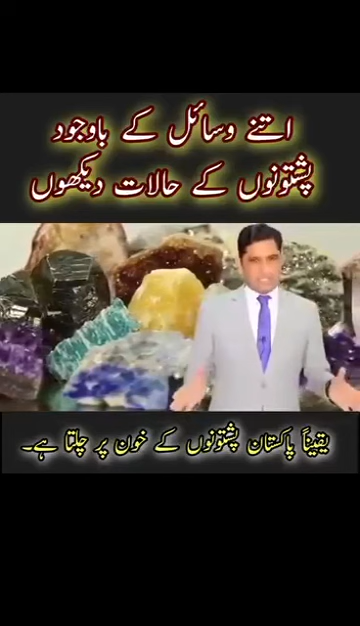 اتنے وسائل کے باوجود
پشتونوں کے حالات دیکھوں
یقیناً پاکستان پشتونوں کے خون پر چلتا ہے۔